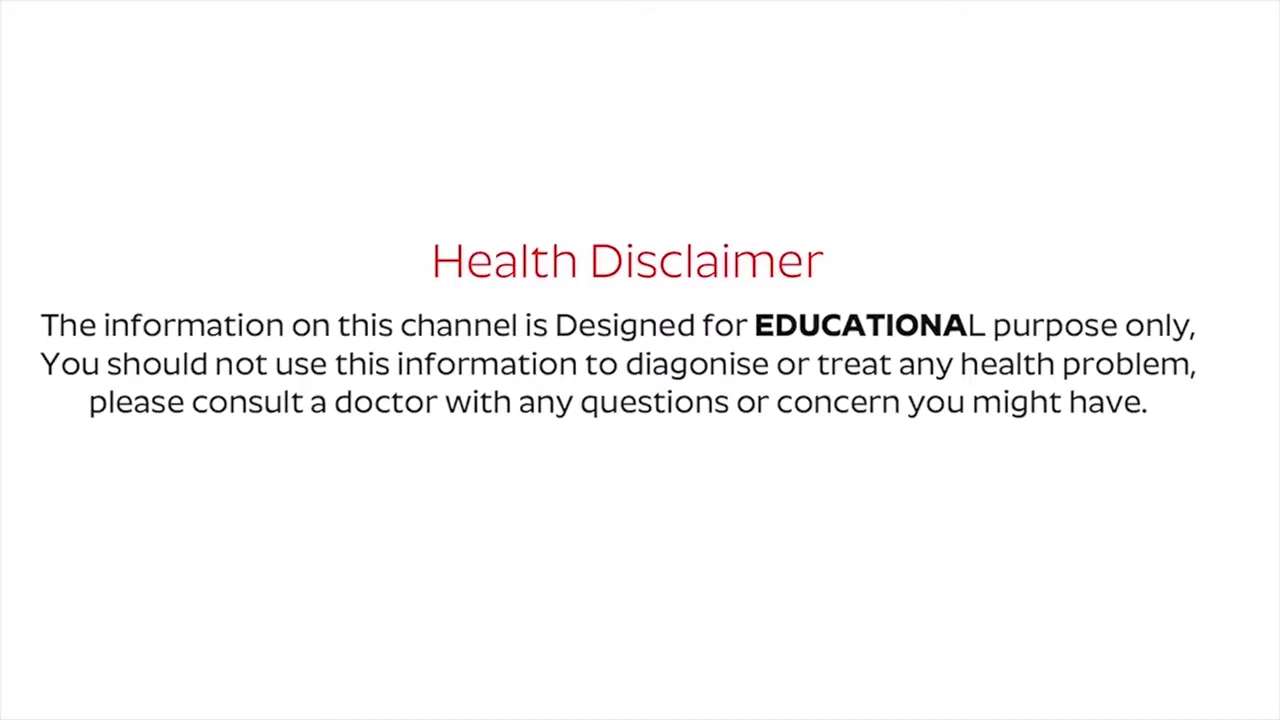 Health Disclaimer
The information on this channel is Designed for EDUCATIONAL purpose only,
You should not use this information to diagonise or treat any health problem,
please consult a doctor with any questions or concern you might have.